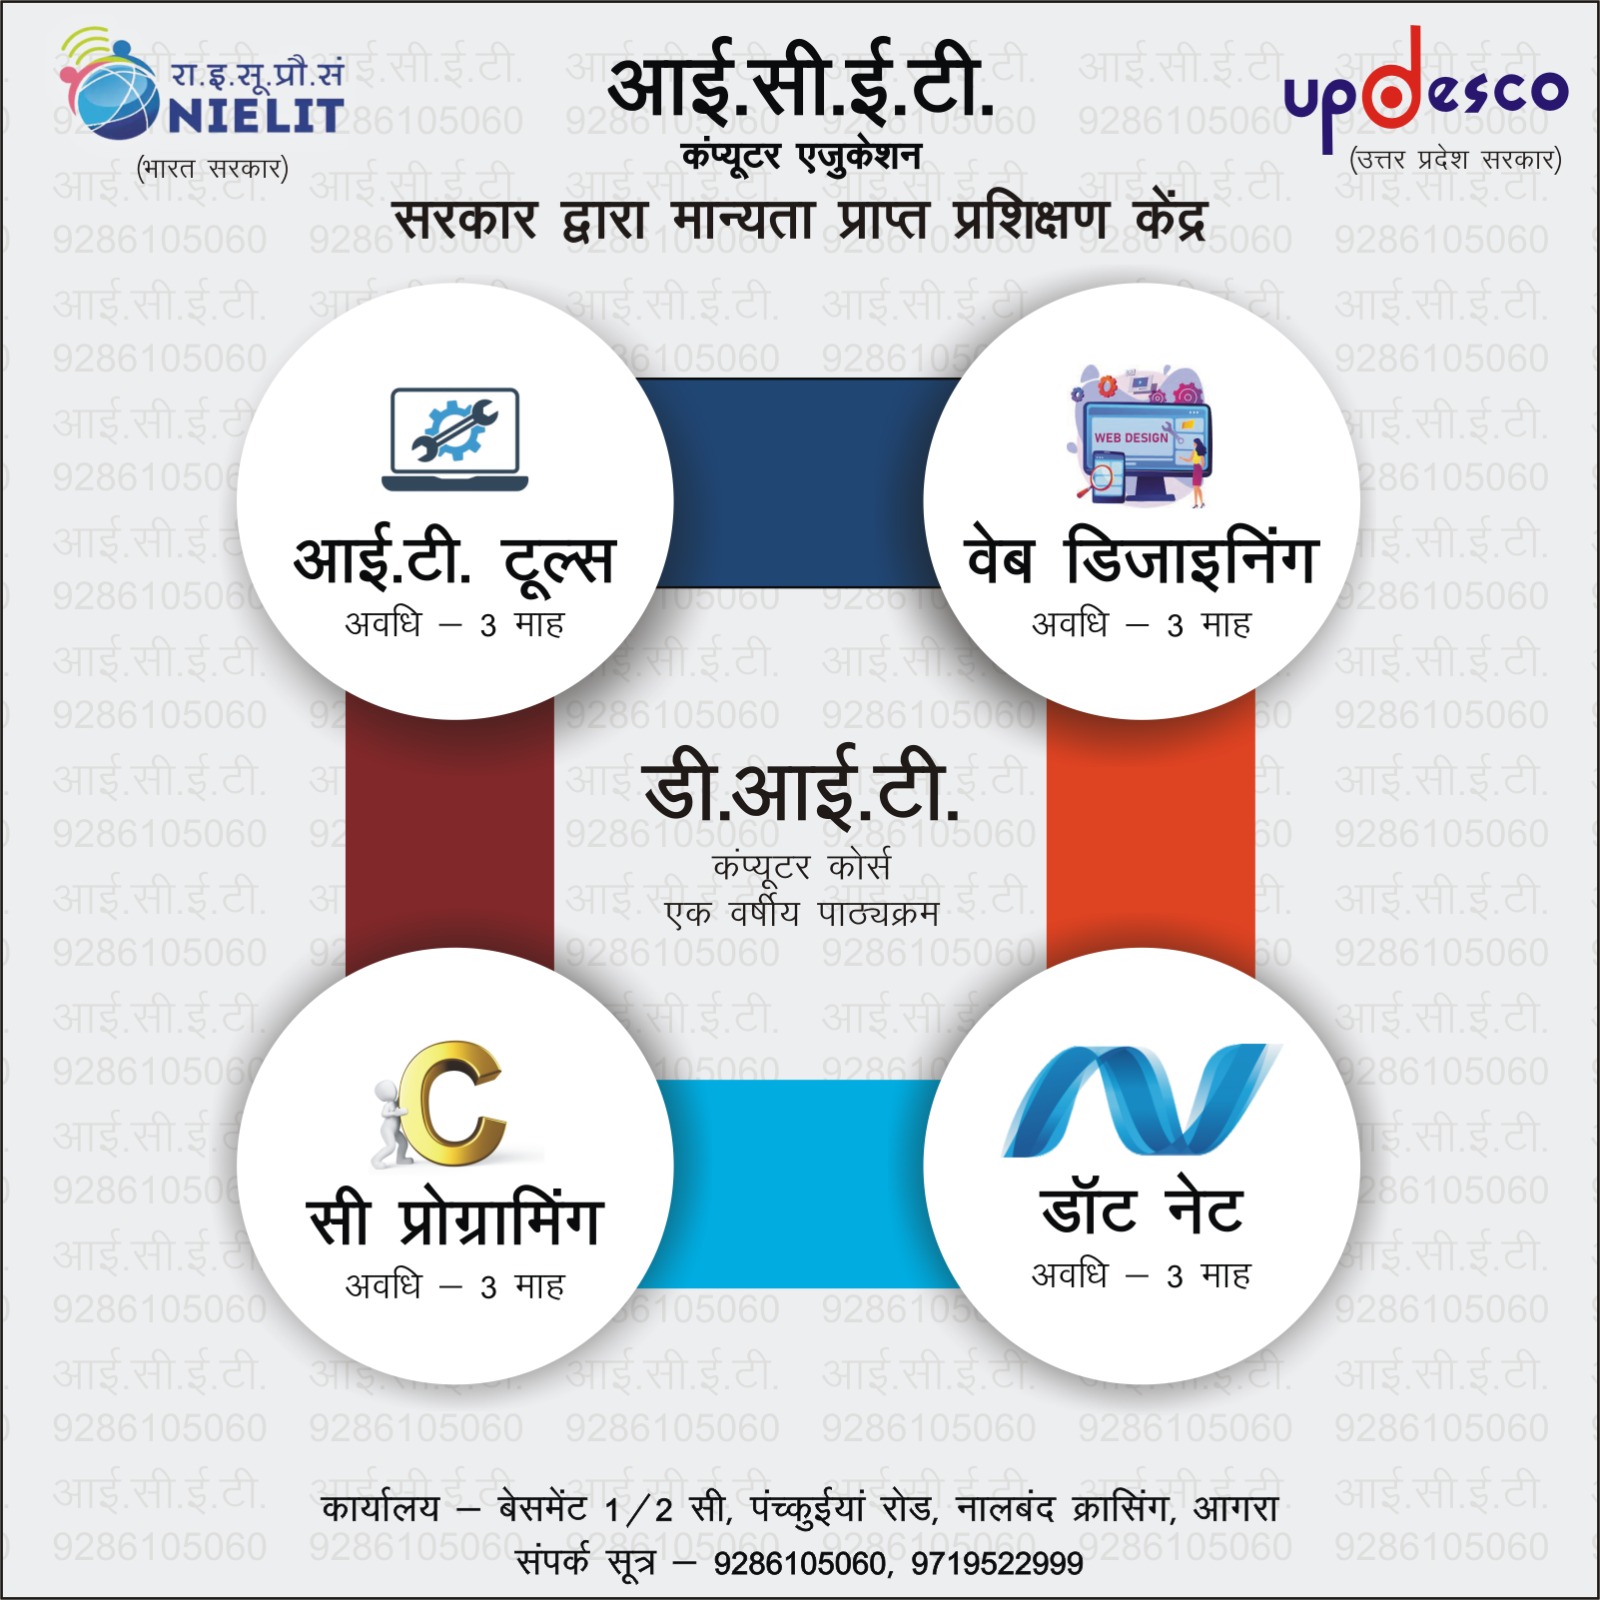 रा.इ.सू.प्रौ.सं
NIELIT
(भारत सरकार)
आई.सी.ई.टी.
कंप्यूटर एजुकेशन
updesco
(उत्तर प्रदेश सरकार)
सरकार द्वारा मान्यता प्राप्त प्रशिक्षण केंद्र
आई.टी. टूल्स
अवधि – 3 माह
WEB DESIGN
वेब डिजाइनिंग
अवधि – 3 माह
डी.आई.टी.
कंप्यूटर कोर्स
एक वर्षीय पाठ्यक्रम
C
सी प्रोग्रामिंग
अवधि – 3 माह
डॉट नेट
अवधि – 3 माह
कार्यालय – बेसमेंट 1/2 सी, पंच्कुईयां रोड, नालबंद क्रासिंग, आगरा
संपर्क सूत्र – 9286105060, 9719522999
आई.सी.ई.टी.
9286105060